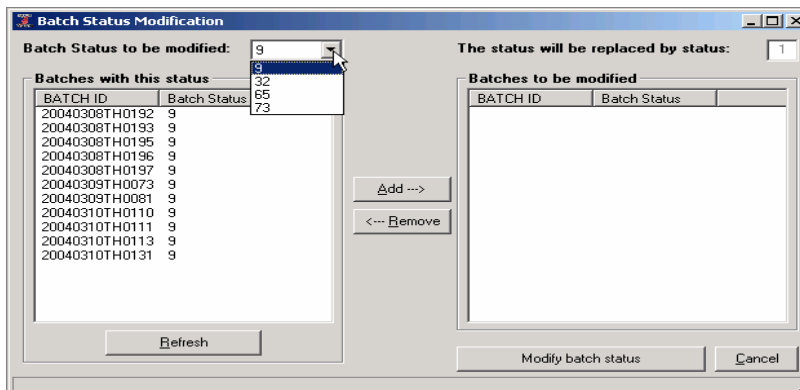 Batch Status Modification
Batch Status to be modified: 9
The status will be replaced by status: 1
Batches with this status
9
32
65
73
BATCH ID Batch Status
20040308TH0192 9
20040308TH0193 9
20040308TH0195 9
20040308TH0196 9
20040308TH0197 9
20040309TH0073 9
20040309TH0081 9
20040310TH0110 9
20040310TH0111 9
20040310TH0113 9
20040310TH0131 9
Refresh
Add --->
<--- Remove
Batches to be modified
BATCH ID Batch Status
Modify batch status
Cancel